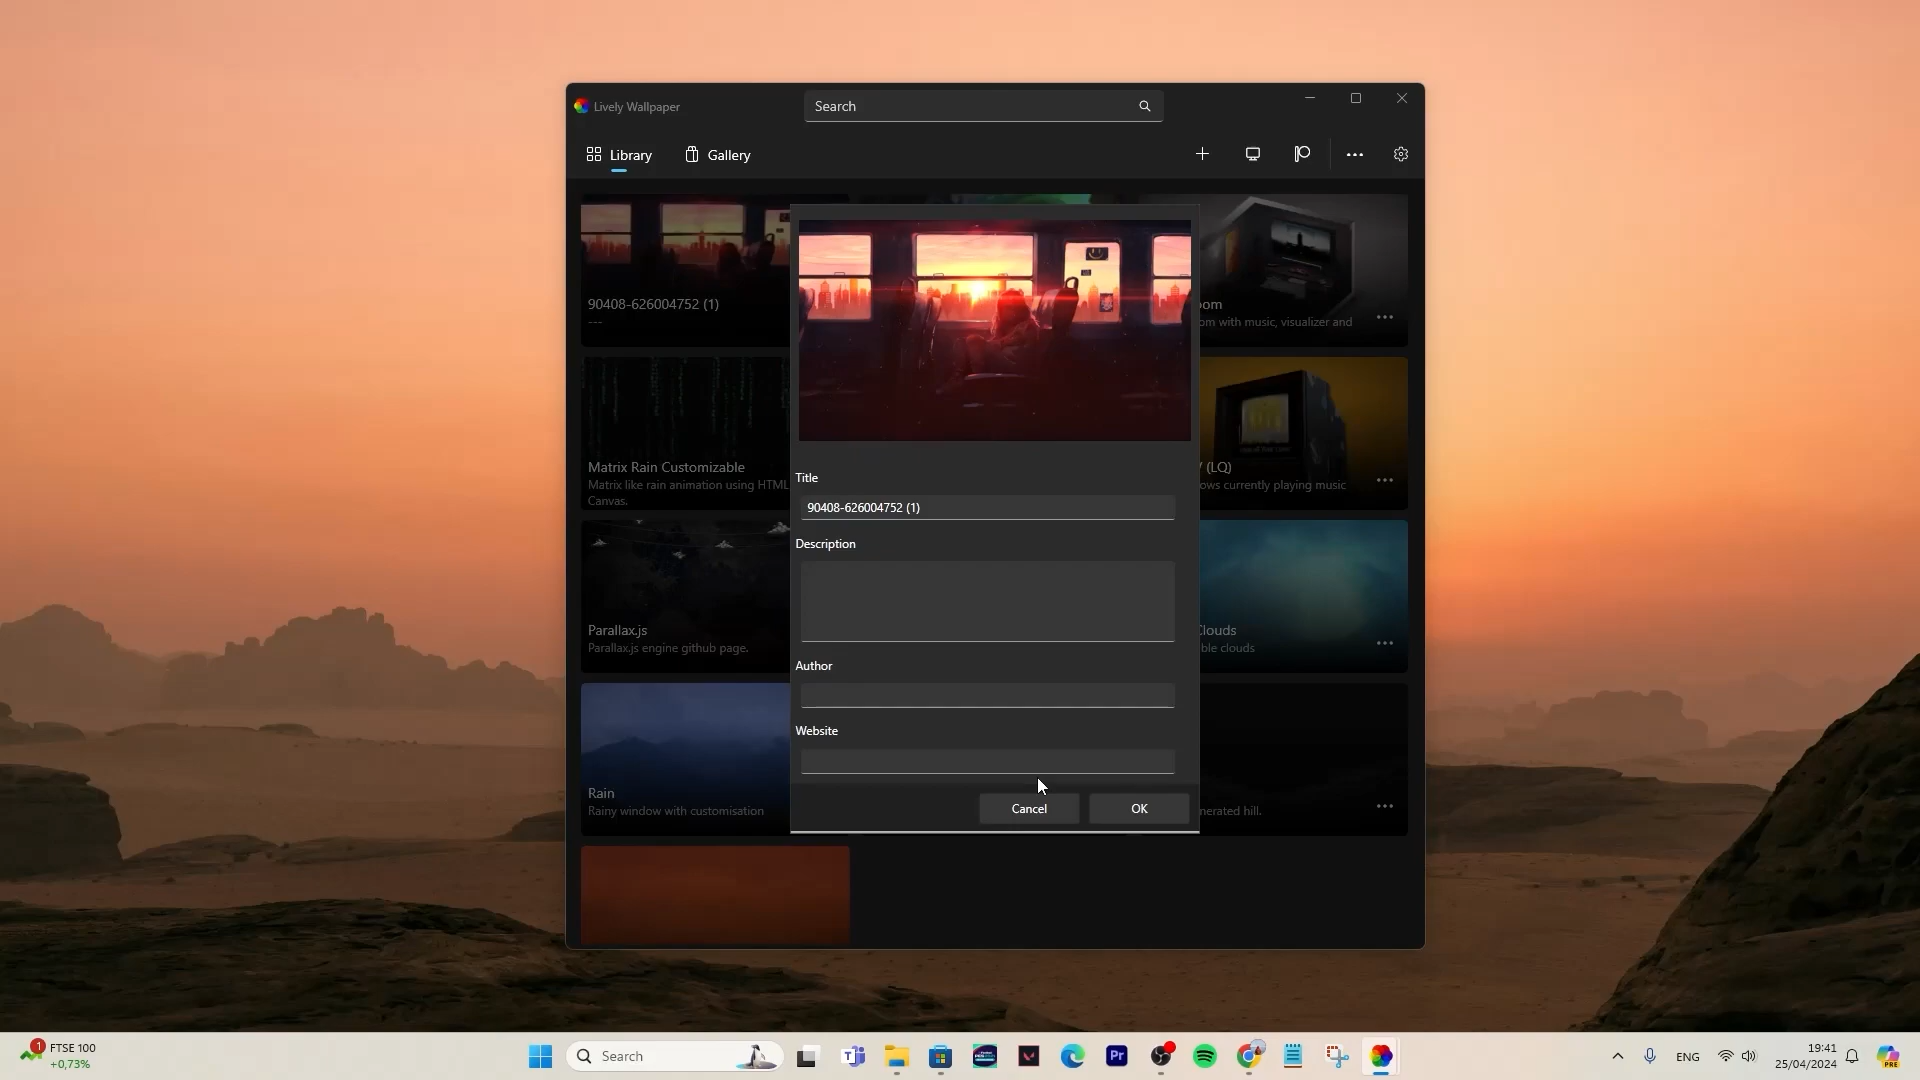 Lively Wallpaper
Search
Library
Gallery
90408-626004752 (1)
---
oom
om with music, visualizer and
Matrix Rain Customizable
Matrix like rain animation using HTML
Canvas.
(LQ)
ows currently playing music
Parallax.js
Parallax.js engine github page.
Clouds
ble clouds
Rain
Rainy window with customisation
nerated hill.
Title
90408-626004752 (1)
Description
Author
Website
Cancel
OK
1
FTSE 100
+0,73%
Search
Pr
ENG
19:41
25/04/2024
PRE